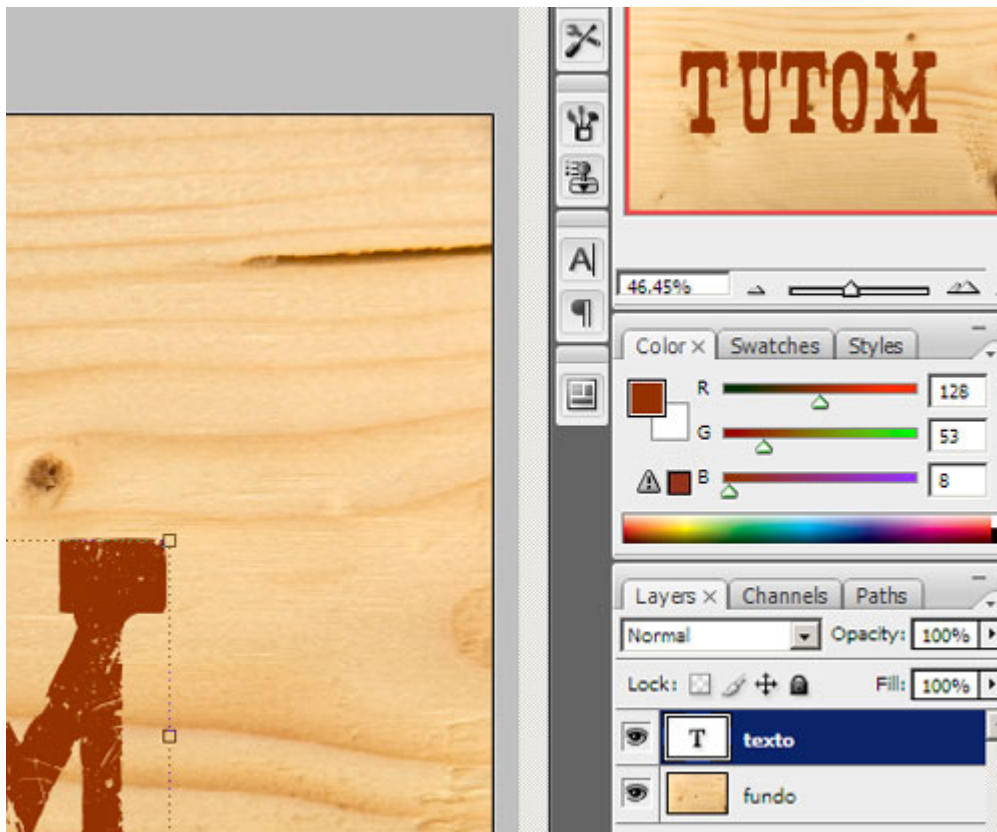 TUTOM
46.45%
Color × Swatches Styles
R 128
G 53
B 8
Layers × Channels Paths
Normal Opacity: 100%
Lock: Fill: 100%
T texto
fundo
M